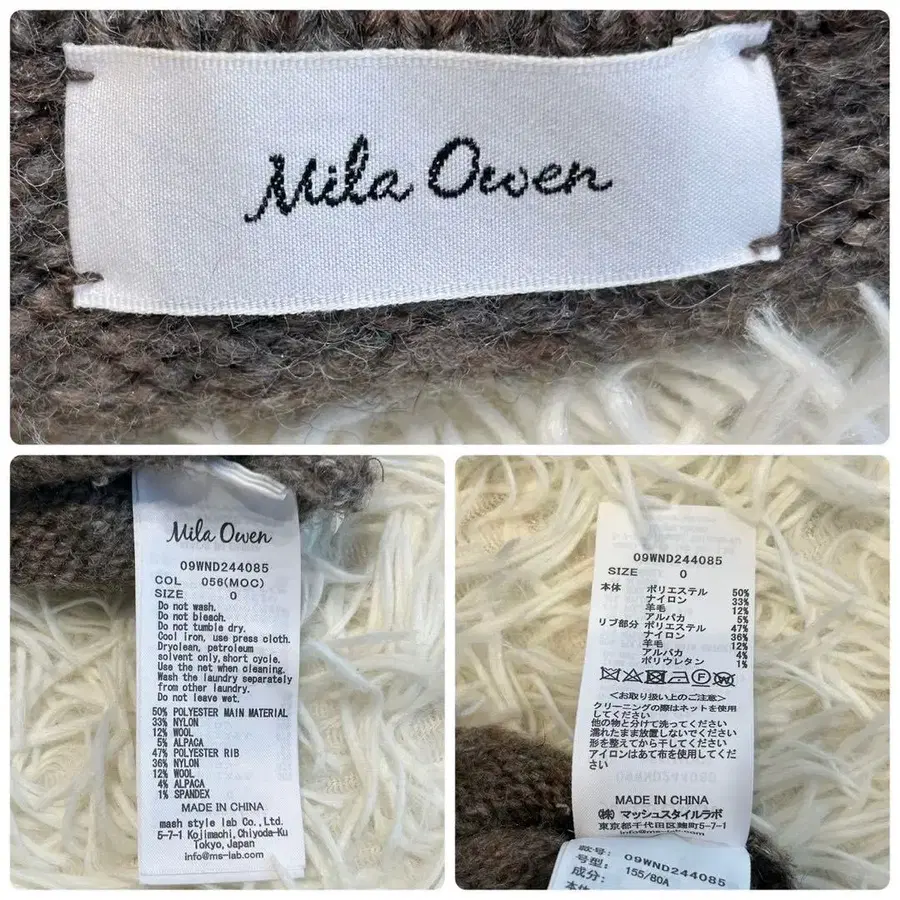 Mila Owen
Mila Owen
09WND244085
COL 056(MOC)
SIZE 0
Do not wash.
Do not bleach.
Do not tumble dry.
Cool iron, use press cloth.
Dryclean, petroleum
solvent only, short cycle.
Use the net when cleaning.
Wash the laundry separately
from other laundry.
Do not leave wet.
50% POLYESTER MAIN MATERIAL
33% NYLON
12% WOOL
5% ALPACA
47% POLYESTER RIB
36% NYLON
12% WOOL
4% ALPACA
1% SPANDEX
MADE IN CHINA
mash style lab Co., Ltd.
5-7-1 Kojimachi, Chiyoda-Ku
Tokyo, Japan
info@ms-lab.com
09WND244085
SIZE 0
本体 ポリエステル 50%
ナイロン 33%
羊毛 12%
アルパカ 5%
リブ部分 ポリエステル 47%
ナイロン 36%
羊毛 12%
アルパカ 4%
ポリウレタン 1%
<お取り扱い上のご注意>
クリーニングの際はネットを使用
してください
他の物と分けて洗ってください
濡れたまま放置しないでください
形を整えてから干してください
アイロンはあて布を使用してくだ
さい
MADE IN CHINA
(株) マッシュスタイルラボ
東京都千代田区麹町5-7-1
info@ms-lab.com
款号: 09WND244085
号型: 155/80A
成分: